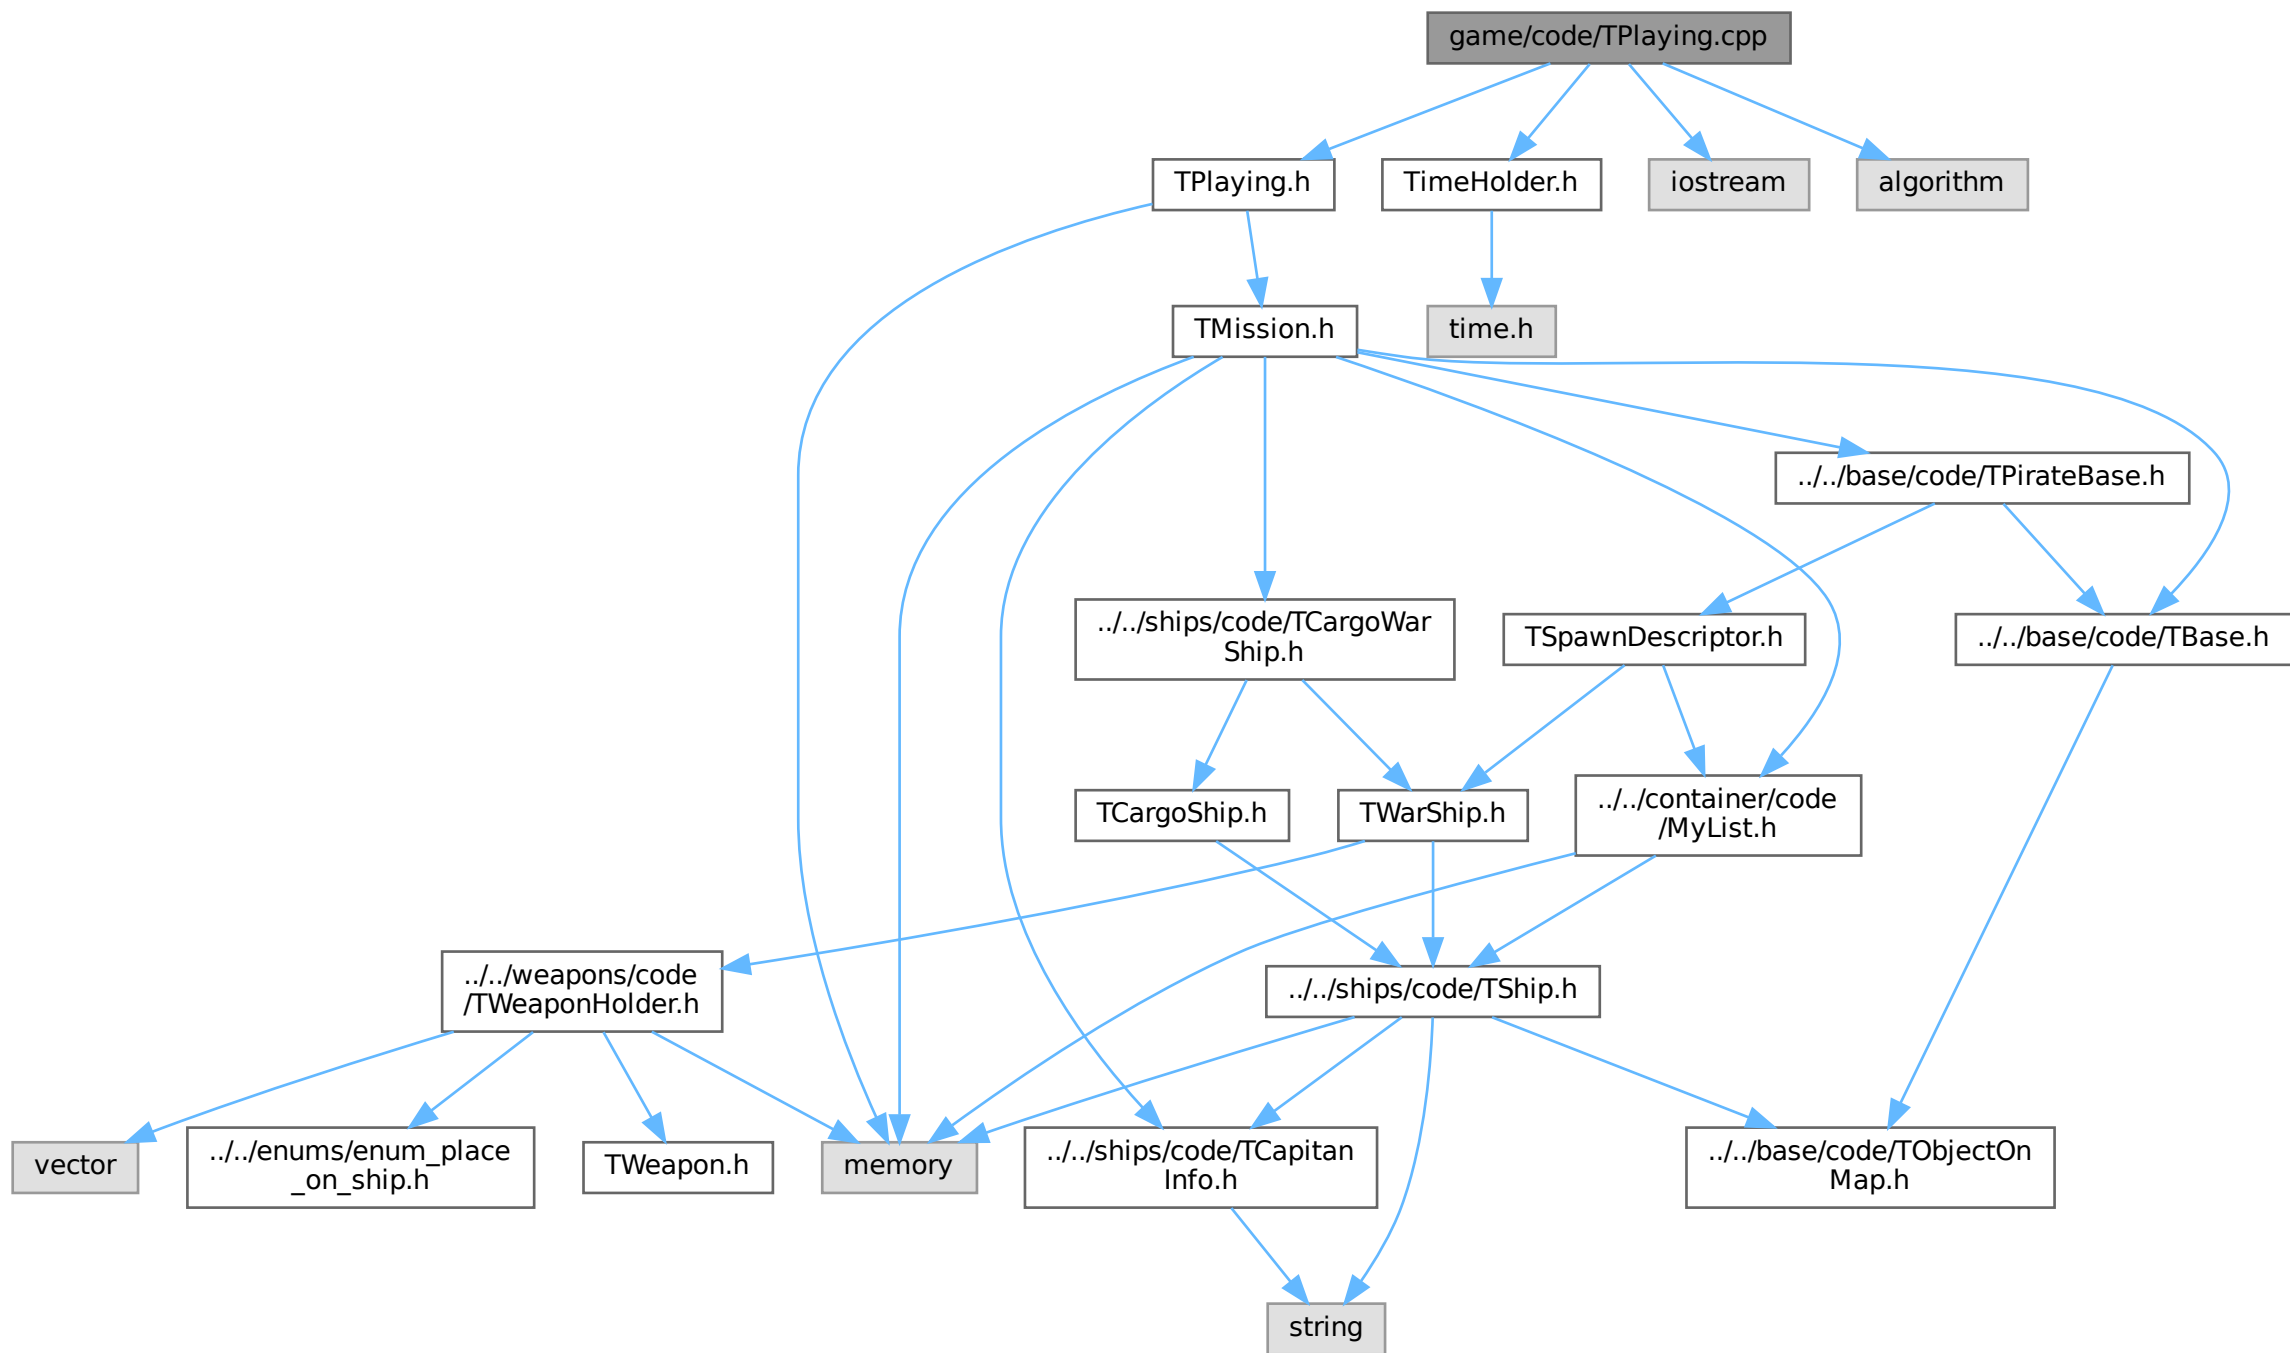 game/code/TPlaying.cpp
TPlaying.h
TimeHolder.h
iostream
algorithm
TMission.h
time.h
../../base/code/TPirateBase.h
../../ships/code/TCargoWar
Ship.h
TSpawnDescriptor.h
../../base/code/TBase.h
TCargoShip.h
TWarShip.h
../../container/code
/MyList.h
../../weapons/code
/TWeaponHolder.h
../../ships/code/TShip.h
vector
../../enums/enum_place
_on_ship.h
TWeapon.h
memory
../../ships/code/TCapitan
Info.h
../../base/code/TObjectOn
Map.h
string